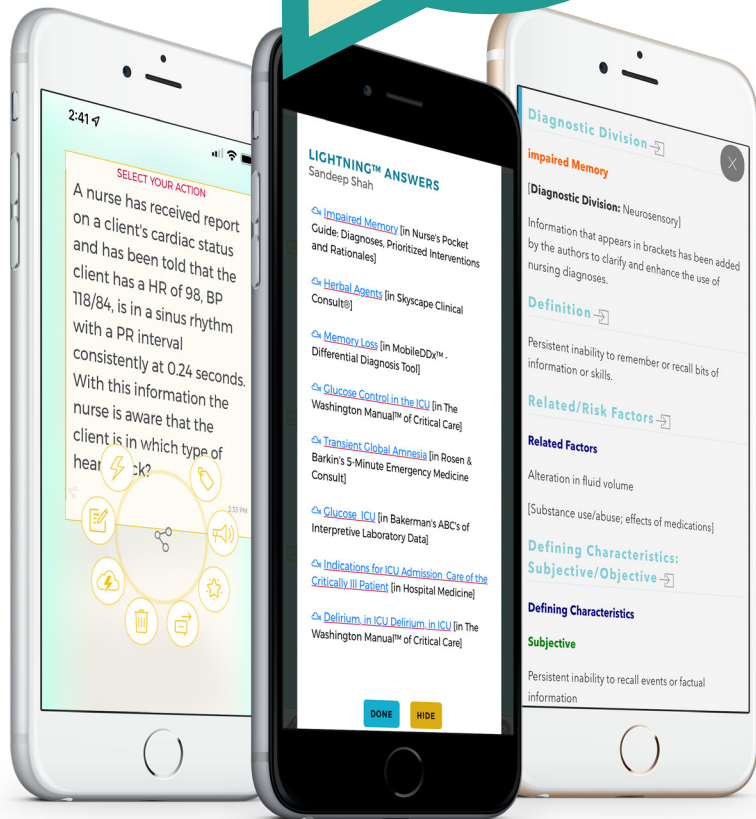 2:41
SELECT YOUR ACTION
A nurse has received report
on a client's cardiac status
and has been told that the
client has a HR of 98, BP
118/84, is in a sinus rhythm
with a PR interval
consistently at 0.24 seconds.
With this information the
nurse is aware that the
client is in which type of
hear ck?
2:33 PM
LIGHTNING™ ANSWERS
Sandeep Shah
Impaired Memory [in Nurse's Pocket
Guide: Diagnoses, Prioritized Interventions
and Rationales]
Herbal Agents [in Skyscape Clinical
Consult®]
Memory Loss [in MobileDDx™ -
Differential Diagnosis Tool]
Glucose Control in the ICU [in The
Washington Manual™ of Critical Care]
Transient Global Amnesia [in Rosen &
Barkin's 5-Minute Emergency Medicine
Consult]
Glucose ICU [in Bakerman's ABC's of
Interpretive Laboratory Data]
Indications for ICU Admission Care of the
Critically Ill Patient [in Hospital Medicine]
Delirium, in ICU Delirium, in ICU [in The
Washington Manual™ of Critical Care]
DONE
HIDE
Diagnostic Division
X
impaired Memory
[Diagnostic Division: Neurosensory]
Information that appears in brackets has been added
by the authors to clarify and enhance the use of
nursing diagnoses.
Definition
Persistent inability to remember or recall bits of
information or skills.
Related/Risk Factors
Related Factors
Alteration in fluid volume
[Substance use/abuse; effects of medications]
Defining Characteristics:
Subjective/Objective
Defining Characteristics
Subjective
Persistent inability to recall events or factual
information